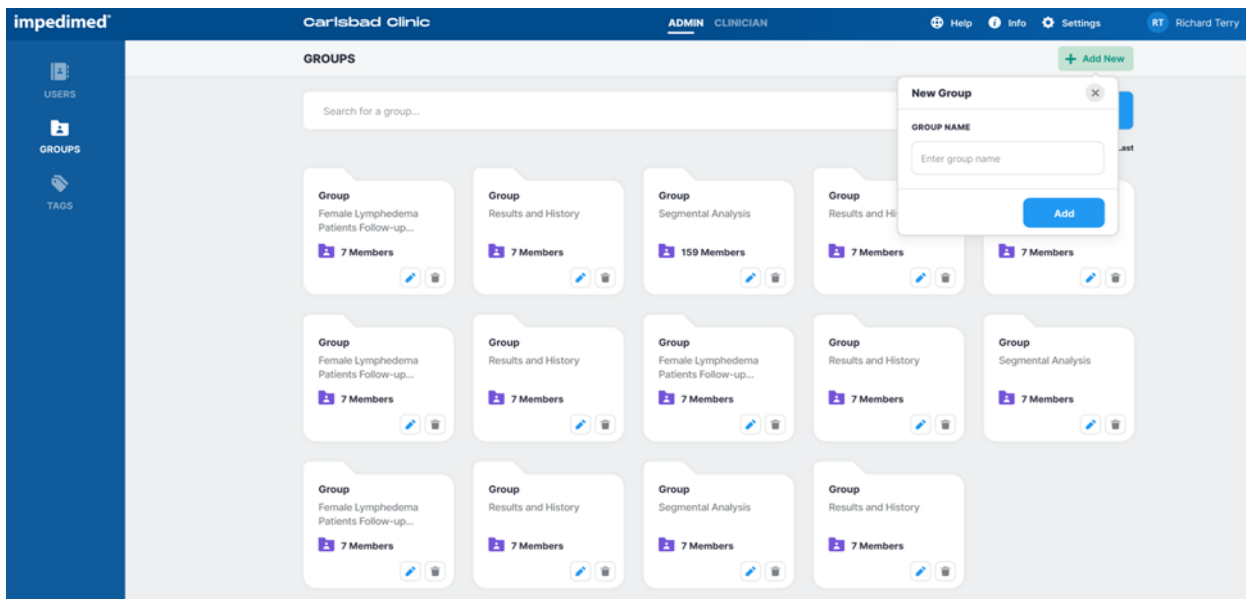 impedimed®
Carlsbad Clinic
ADMIN CLINICIAN
Help Info Settings
RT Richard Terry
USERS
GROUPS
TAGS
GROUPS
+ Add New
Search for a group...
New Group
GROUP NAME
Enter group name
Add
Group
Female Lymphedema
Patients Follow-up...
7 Members
Group
Results and History
7 Members
Group
Segmental Analysis
159 Members
Group
Results and
7 Members
7 Members
Group
Female Lymphedema
Patients Follow-up...
7 Members
Group
Results and History
7 Members
Group
Female Lymphedema
Patients Follow-up...
7 Members
Group
Results and History
7 Members
Group
Segmental Analysis
7 Members
Group
Female Lymphedema
Patients Follow-up...
7 Members
Group
Results and History
7 Members
Group
Segmental Analysis
7 Members
Group
Results and History
7 Members